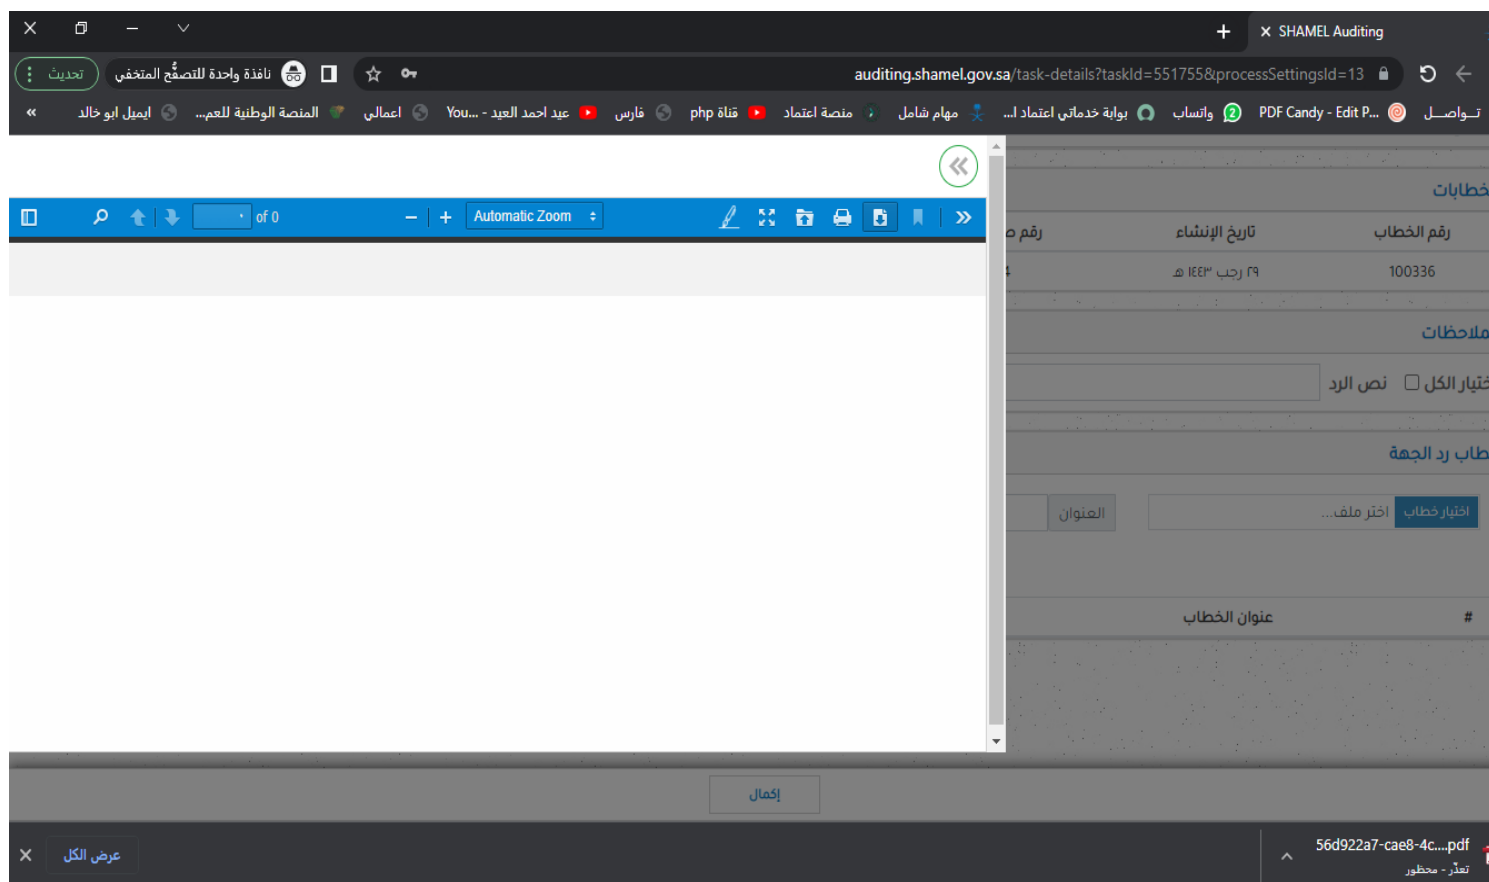 SHAMEL Auditing
auditing.shamel.gov.sa/task-details?taskId=551755&processSettingsId=13
نافذة واحدة للتصفُّح المتخفي
تحديث
تــواصــل
PDF Candy - Edit P...
واتساب
بوابة خدماتي اعتماد ا...
مهام شامل
منصة اعتماد
قناة php
فارس
عيد احمد العيد - ...You
اعمالي
المنصة الوطنية للعم...
ايميل ابو خالد
»
خطابات
of 0
Automatic Zoom
رقم الخطاب
تاريخ الإنشاء
رقم ص
100336
٢٩ رجب ١٤٤٣ هـ
4
ملاحظات
ختيار الكل
نص الرد
طاب رد الجهة
اختيار خطاب
اختر ملف...
العنوان
#
عنوان الخطاب
إكمال
56d922a7-cae8-4c....pdf
تعذّر - محظور
عرض الكل